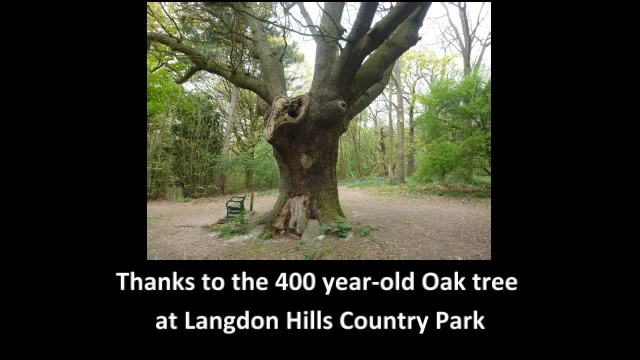 Thanks to the 400 year-old Oak tree
at Langdon Hills Country Park